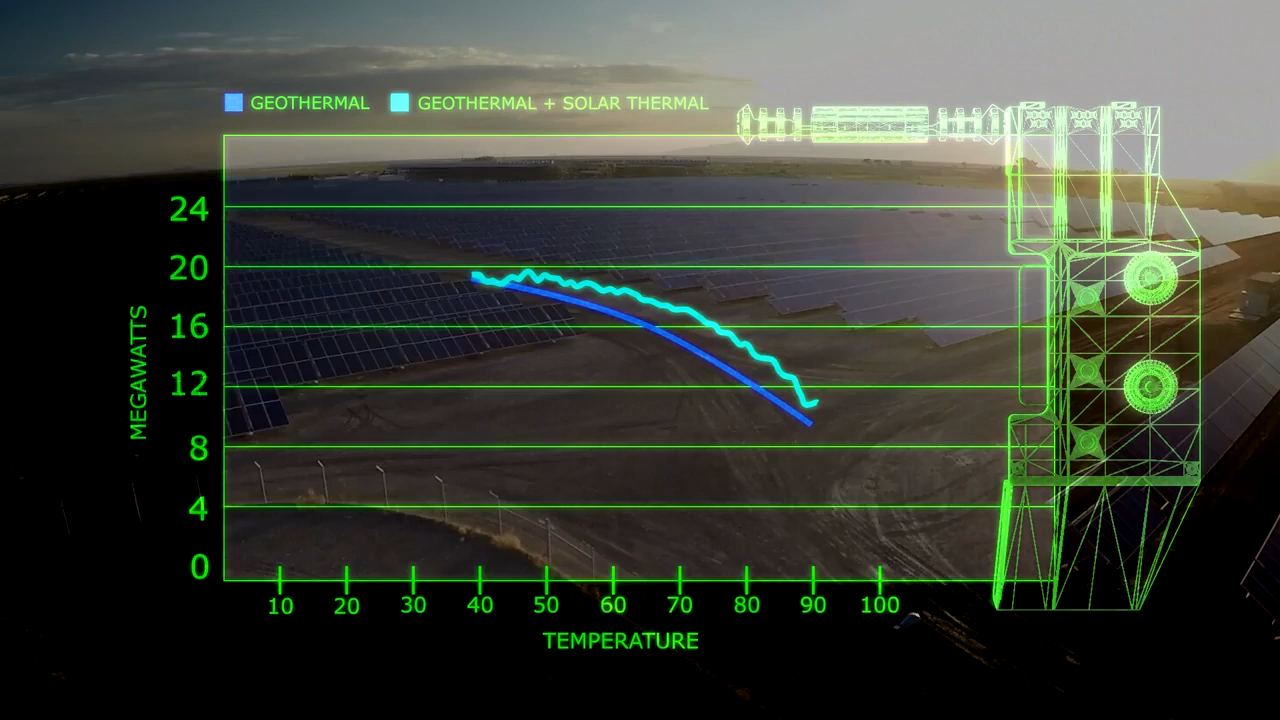 GEOTHERMAL GEOTHERMAL + SOLAR THERMAL
24
20
16
12
8
4
0
MEGAWATTS
10 20 30 40 50 60 70 80 90 100
TEMPERATURE